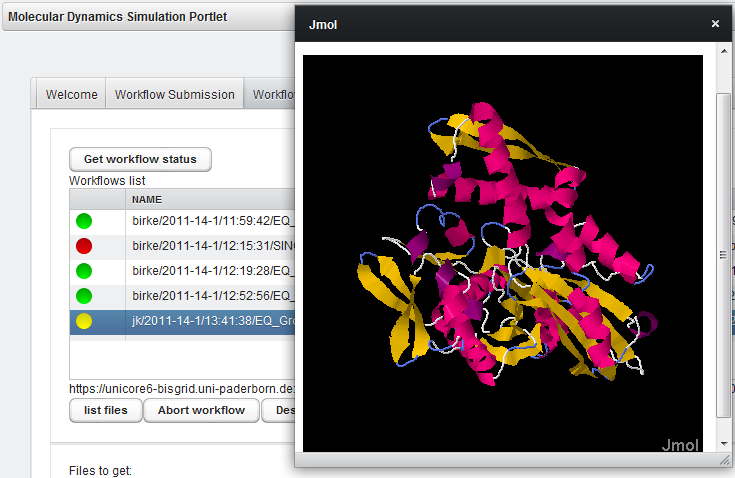 Molecular Dynamics Simulation Portlet
Jmol
Welcome
Workflow Submission
Workflow
Get workflow status
Workflows list
NAME
birke/2011-14-1/11:59:42/EQ_
birke/2011-14-1/12:15:31/SING
birke/2011-14-1/12:19:28/EQ_
birke/2011-14-1/12:52:56/EQ_
jk/2011-14-1/13:41:38/EQ_Gro
https://unicore6-bisgrid.uni-paderborn.de:
list files
Abort workflow
Des
Files to get:
Jmol